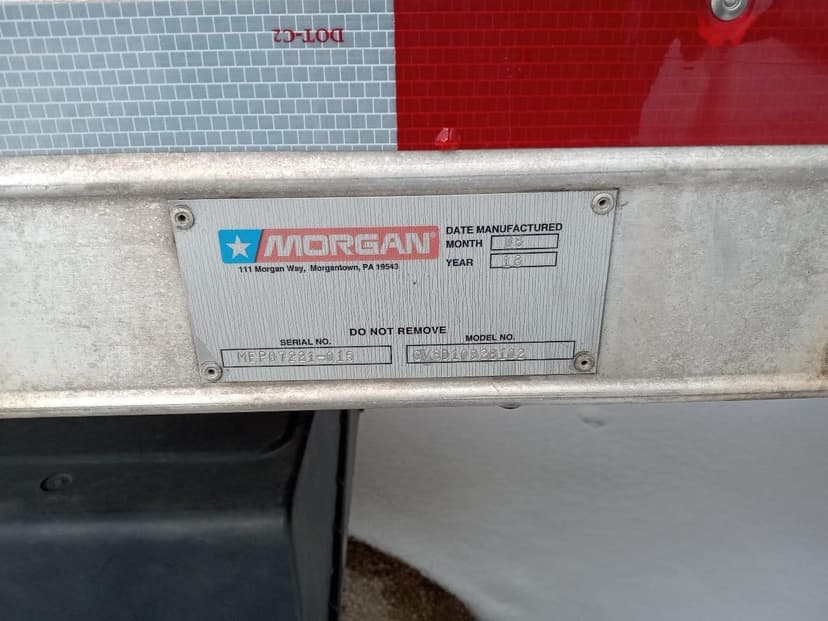 DOT-C2
MORGAN®
111 Morgan Way, Morgantown, PA 19543
DATE MANUFACTURED
MONTH
YEAR 18
DO NOT REMOVE
SERIAL NO.
MODEL NO.